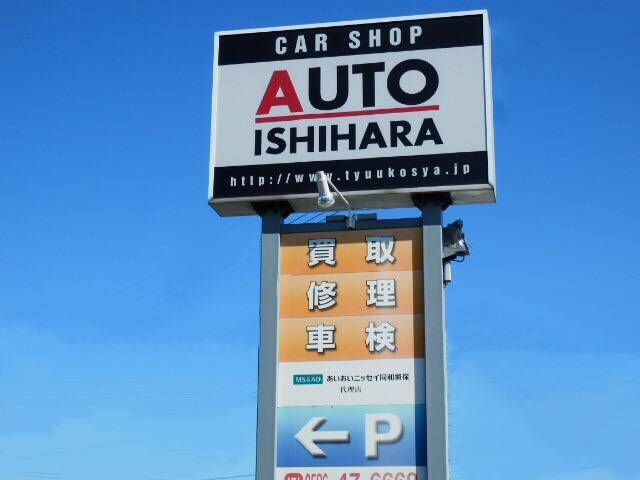 CAR SHOP
AUTO
ISHIHARA
http://www.tyuukosya.jp
買取
修理
車検
MS&AD あいおいニッセイ同和損保
代理店
← P